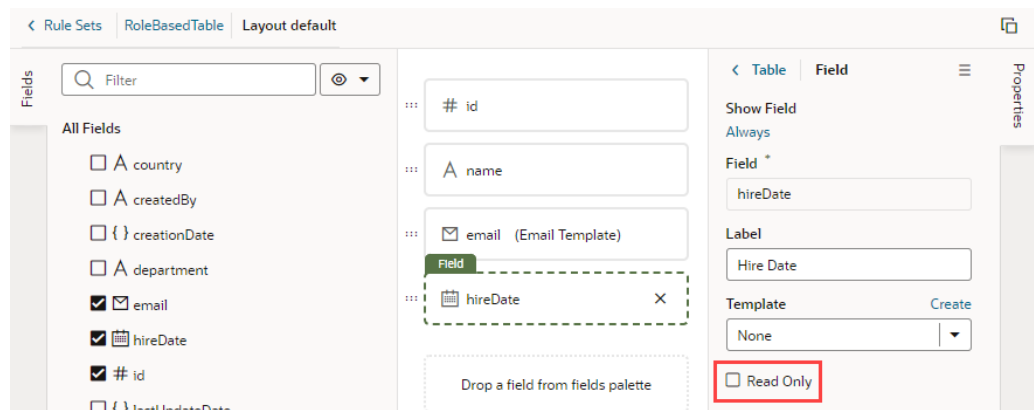 Rule Sets RoleBasedTable Layout default
Fields
Filter
All Fields
A country
A createdBy
{ } creationDate
A department
email
hireDate
# id
{ } lastUpdateDate
# id
A name
email (Email Template)
Field
hireDate
Drop a field from fields palette
Table Field
Show Field
Always
Field *
hireDate
Label
Hire Date
Template Create
None
Read Only
Properties